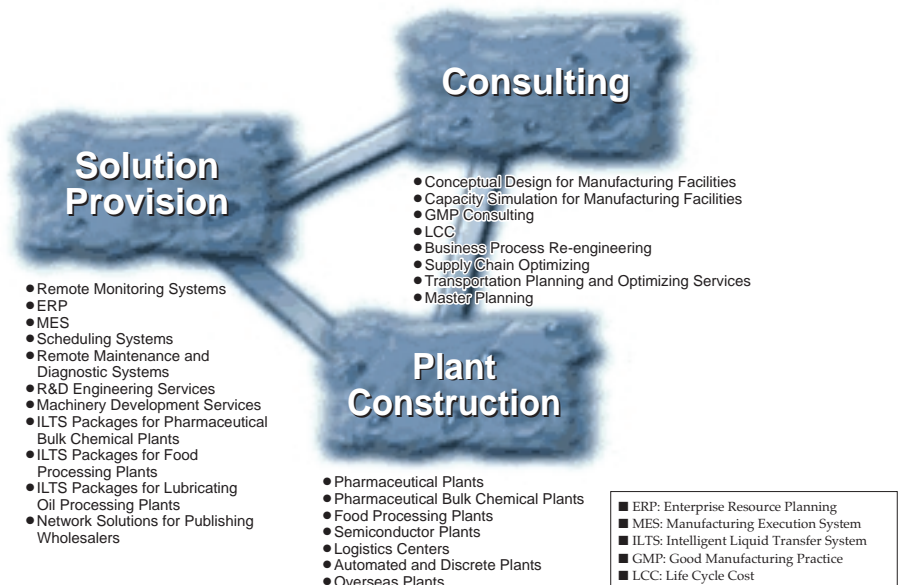 Consulting
● Conceptual Design for Manufacturing Facilities
● Capacity Simulation for Manufacturing Facilities
● GMP Consulting
● LCC
● Business Process Re-engineering
● Supply Chain Optimizing
● Transportation Planning and Optimizing Services
● Master Planning
Solution
Provision
● Remote Monitoring Systems
● ERP
● MES
● Scheduling Systems
● Remote Maintenance and
Diagnostic Systems
● R&D Engineering Services
● Machinery Development Services
● ILTS Packages for Pharmaceutical
Bulk Chemical Plants
● ILTS Packages for Food
Processing Plants
● ILTS Packages for Lubricating
Oil Processing Plants
● Network Solutions for Publishing
Wholesalers
Plant
Construction
● Pharmaceutical Plants
● Pharmaceutical Bulk Chemical Plants
● Food Processing Plants
● Semiconductor Plants
● Logistics Centers
● Automated and Discrete Plants
● Overseas Plants
■ ERP: Enterprise Resource Planning
■ MES: Manufacturing Execution System
■ ILTS: Intelligent Liquid Transfer System
■ GMP: Good Manufacturing Practice
■ LCC: Life Cycle Cost